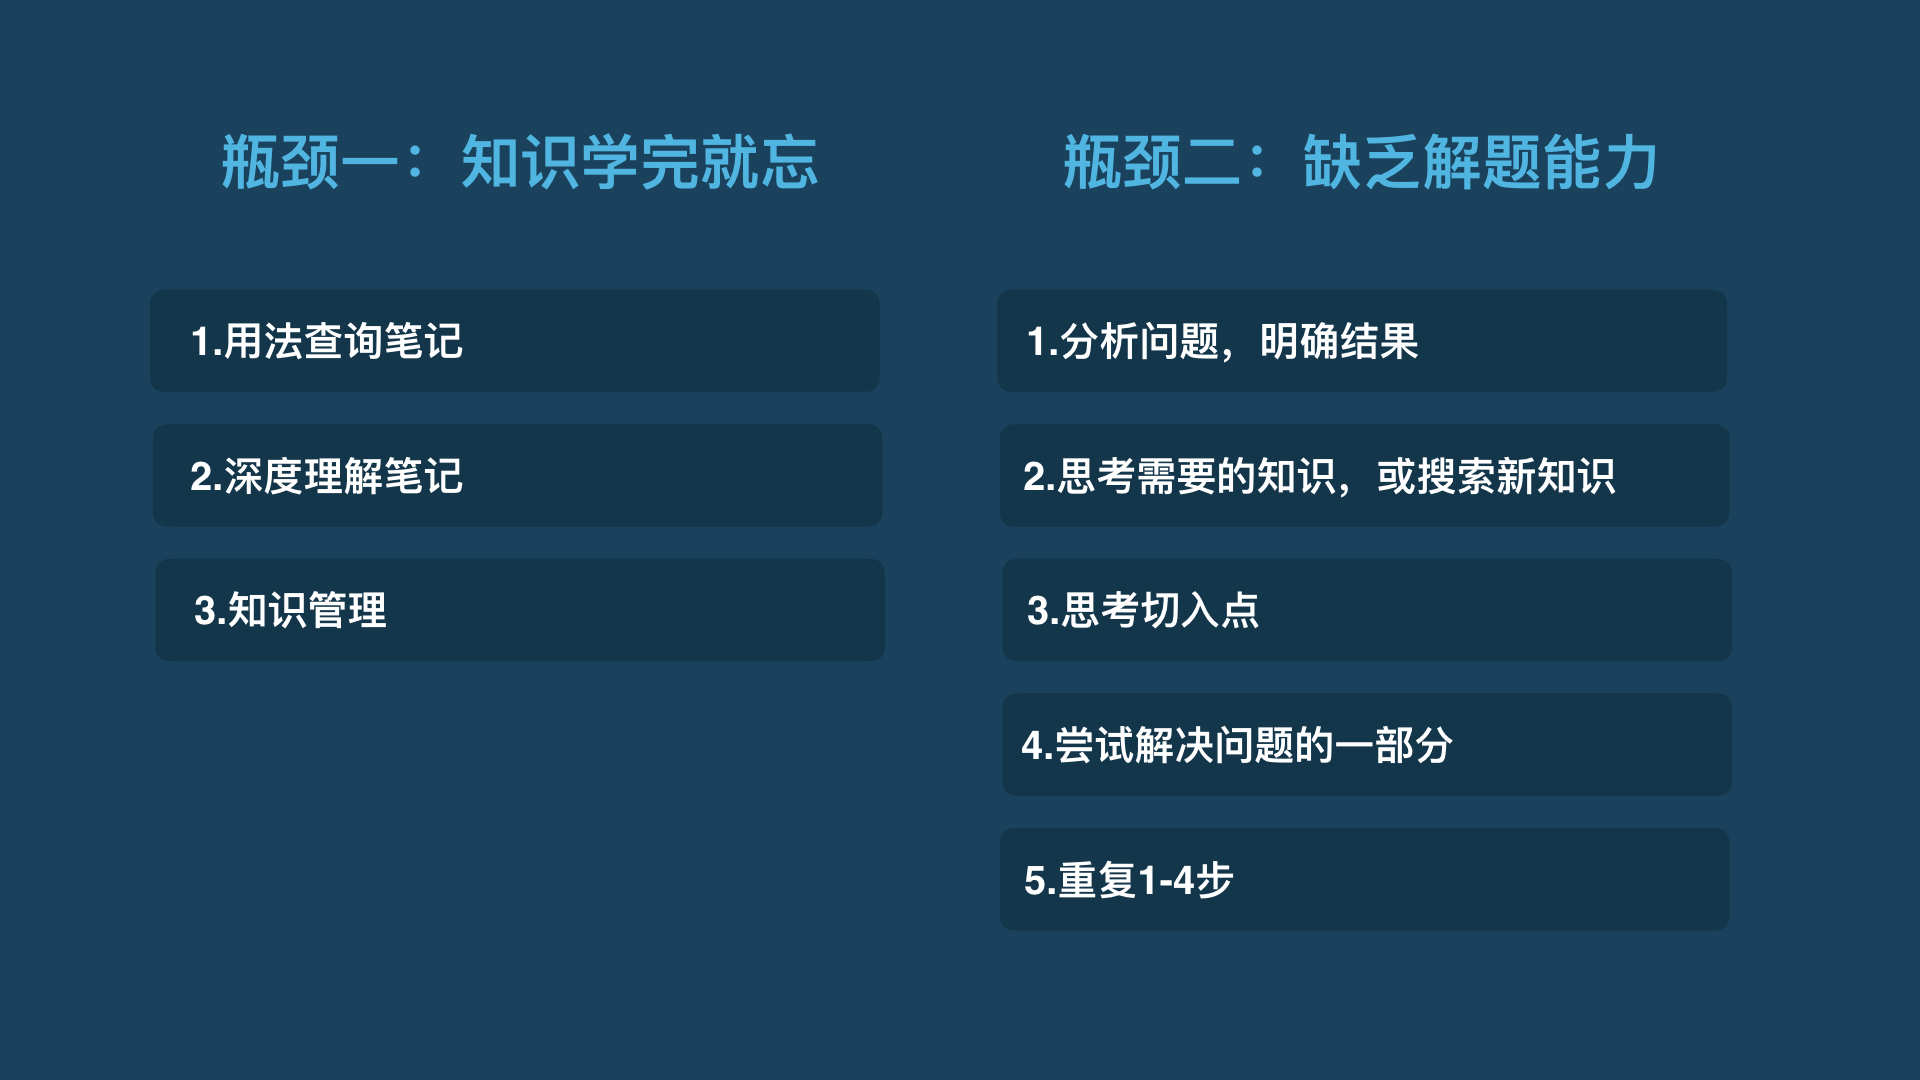 瓶颈一：知识学完就忘
1.用法查询笔记
2.深度理解笔记
3.知识管理
瓶颈二：缺乏解题能力
1.分析问题，明确结果
2.思考需要的知识，或搜索新知识
3.思考切入点
4.尝试解决问题的一部分
5.重复1-4步